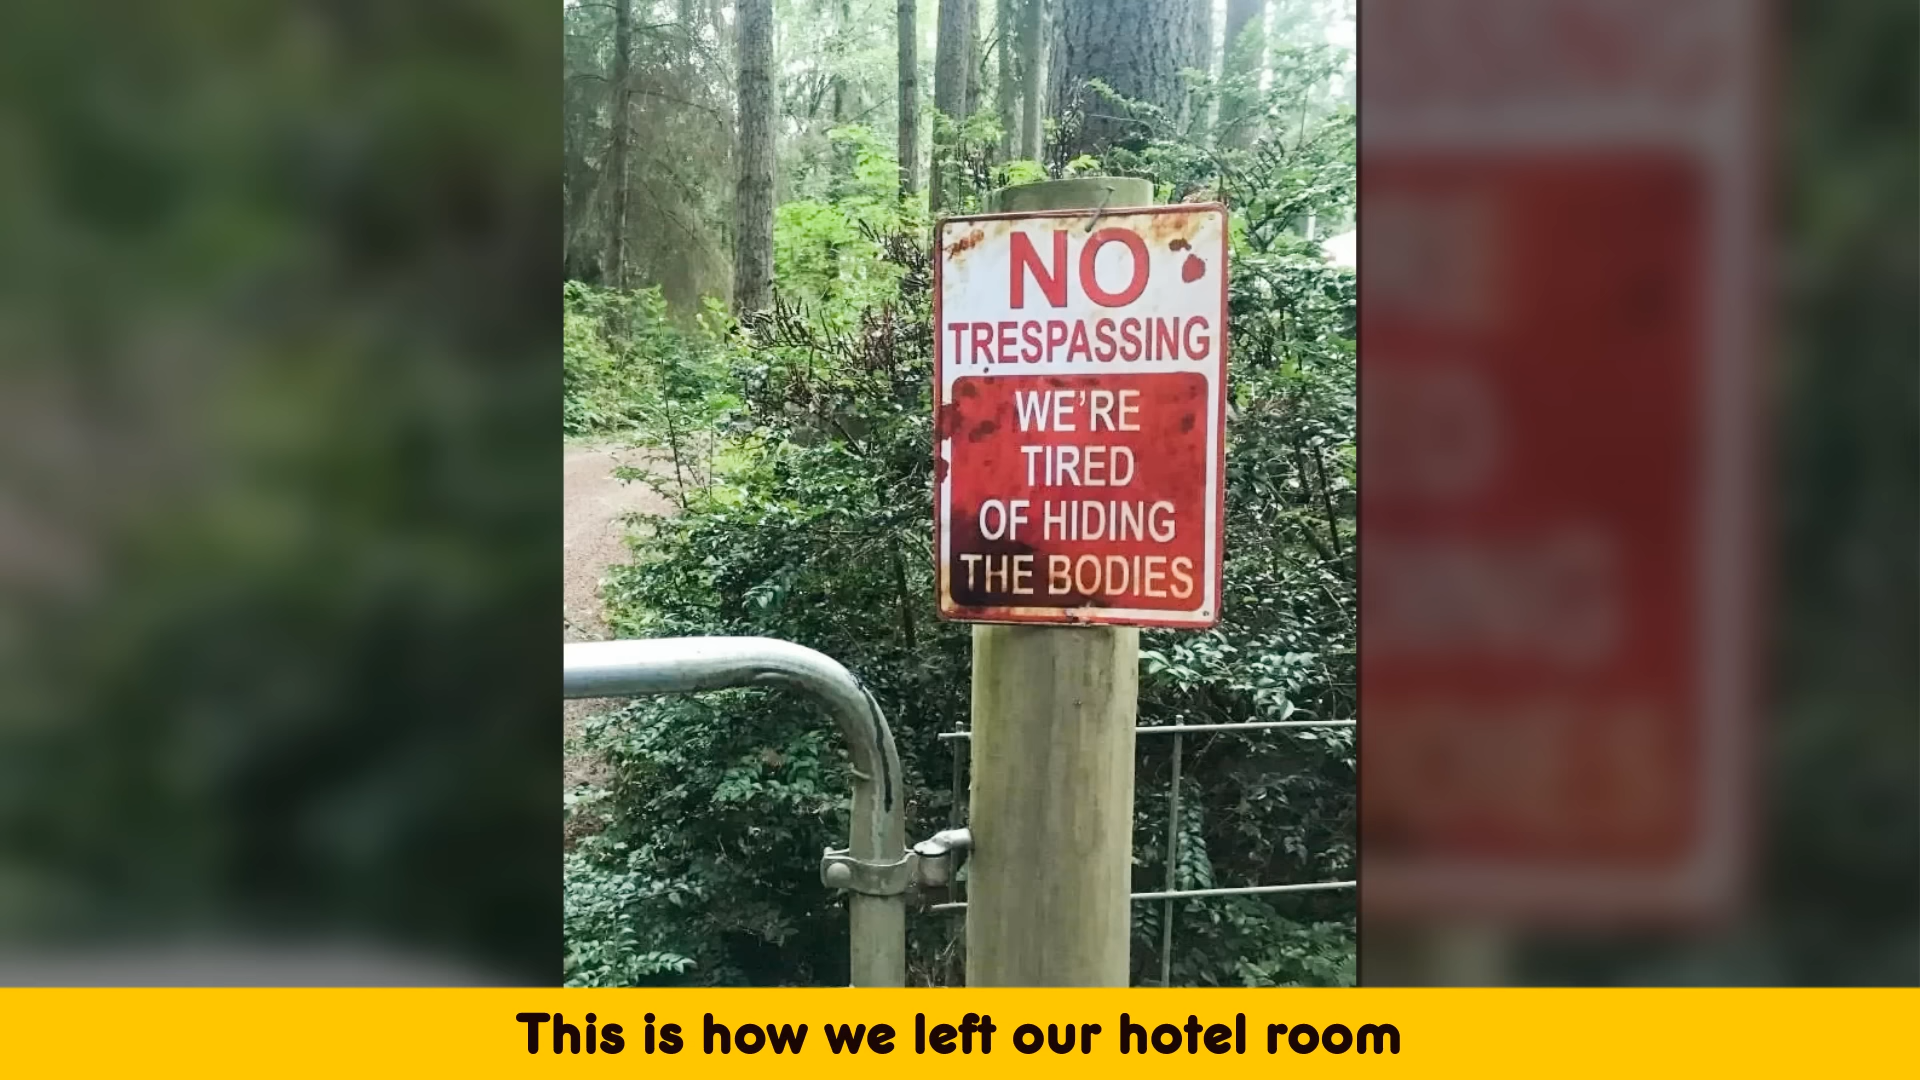 NO
TRESPASSING
WE'RE
TIRED
OF HIDING
THE BODIES
This is how we left our hotel room